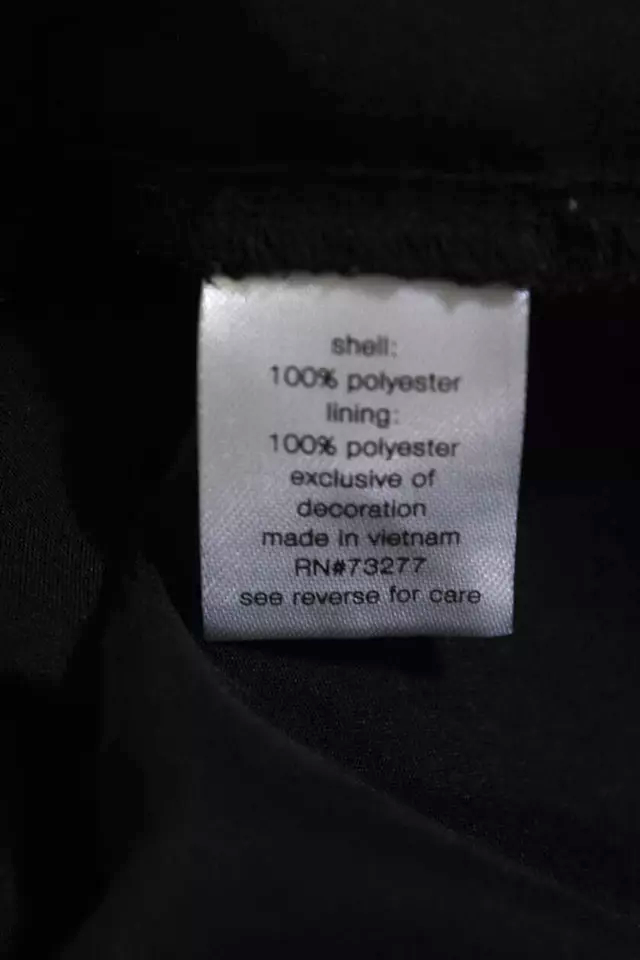 shell:
100% polyester
lining:
100% polyester
exclusive of
decoration
made in vietnam
RN#73277
see reverse for care